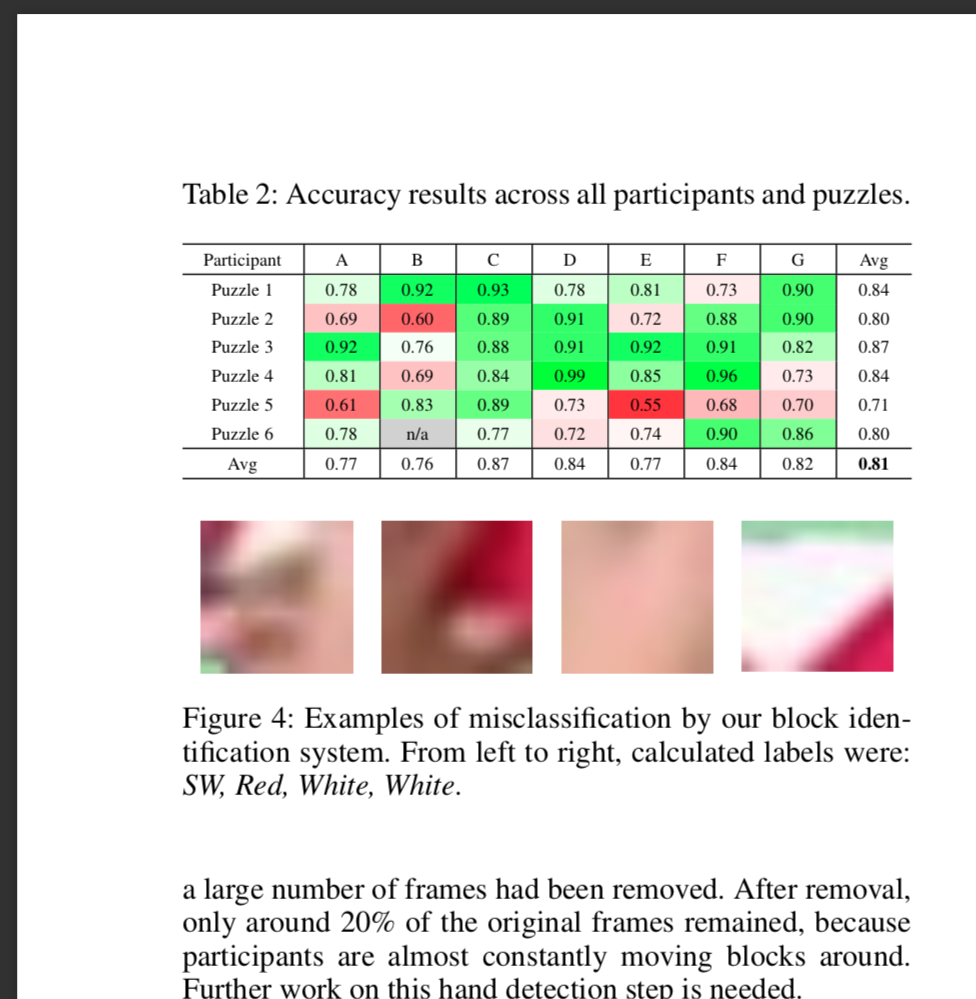 Table 2: Accuracy results across all participants and puzzles.
Participant A B C D E F G Avg
Puzzle 1 0.78 0.92 0.93 0.78 0.81 0.73 0.90 0.84
Puzzle 2 0.69 0.60 0.89 0.91 0.72 0.88 0.90 0.80
Puzzle 3 0.92 0.76 0.88 0.91 0.92 0.91 0.82 0.87
Puzzle 4 0.81 0.69 0.84 0.99 0.85 0.96 0.73 0.84
Puzzle 5 0.61 0.83 0.89 0.73 0.55 0.68 0.70 0.71
Puzzle 6 0.78 n/a 0.77 0.72 0.74 0.90 0.86 0.80
Avg 0.77 0.76 0.87 0.84 0.77 0.84 0.82 0.81
Figure 4: Examples of misclassification by our block iden-
tification system. From left to right, calculated labels were:
SW, Red, White, White.
a large number of frames had been removed. After removal,
only around 20% of the original frames remained, because
participants are almost constantly moving blocks around.
Further work on this hand detection step is needed.